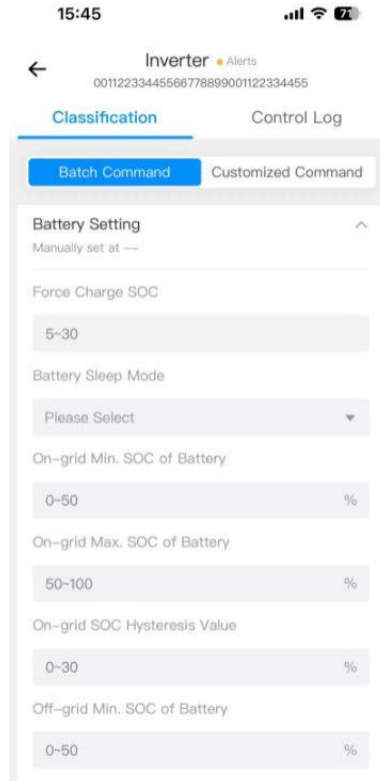 15:45
71
Inverter Alerts
00112233445566778899001122334455
Classification Control Log
Batch Command Customized Command
Battery Setting
Manually set at --
Force Charge SOC
5~30
Battery Sleep Mode
Please Select
On-grid Min. SOC of Battery
0~50 %
On-grid Max. SOC of Battery
50~100 %
On-grid SOC Hysteresis Value
0~30 %
Off-grid Min. SOC of Battery
0~50 %